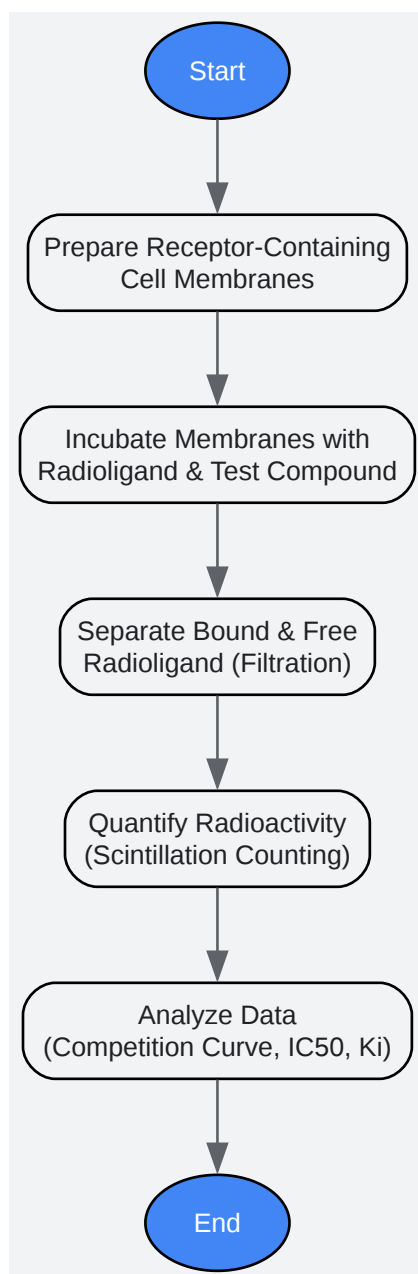 Start
Prepare Receptor-Containing
Cell Membranes
Incubate Membranes with
Radioligand & Test Compound
Separate Bound & Free
Radioligand (Filtration)
Quantify Radioactivity
(Scintillation Counting)
Analyze Data
(Competition Curve, IC50, Ki)
End